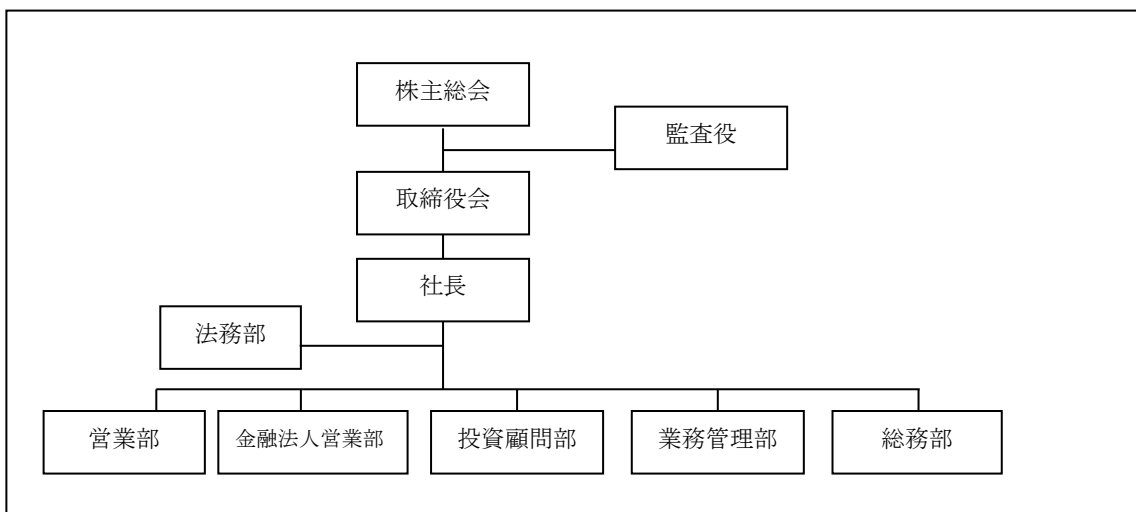 株主総会
監査役
取締役会
社長
法務部
営業部
金融法人営業部
投資顧問部
業務管理部
総務部